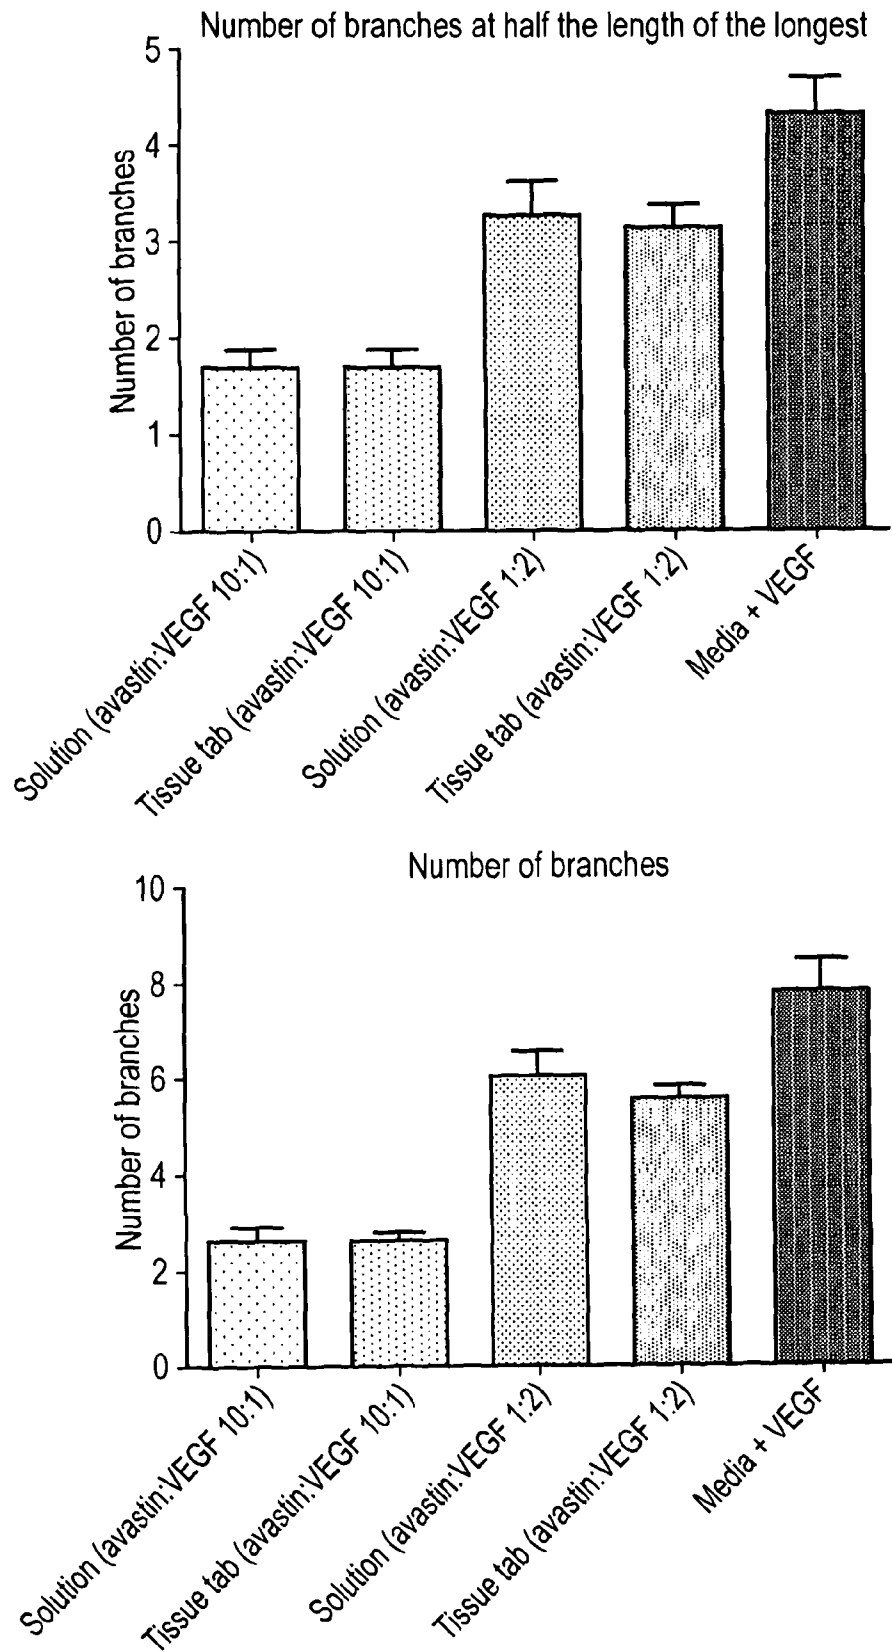 Number of branches at half the length of the longest
Number of branches
5
4
3
2
1
0
Solution (avastin:VEGF 10:1)
Tissue tab (avastin:VEGF 10:1)
Solution (avastin:VEGF 1:2)
Tissue tab (avastin:VEGF 1:2)
Media + VEGF
Number of branches
Number of branches
10
8
6
4
2
0
Solution (avastin:VEGF 10:1)
Tissue tab (avastin:VEGF 10:1)
Solution (avastin:VEGF 1:2)
Tissue tab (avastin:VEGF 1:2)
Media + VEGF